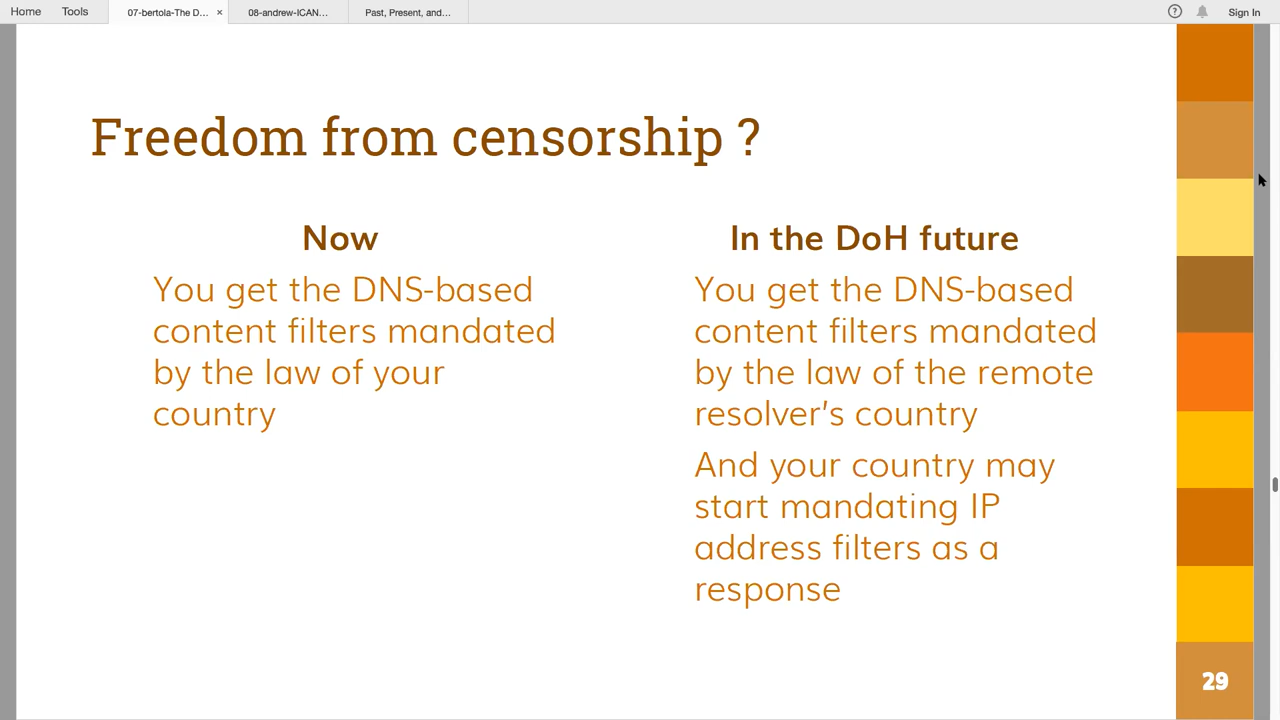 Home
Tools
07-bertola-The D...
×
08-andrew-ICAN...
Past, Present, and...
?
Sign In
Freedom from censorship ?
Now
You get the DNS-based
content filters mandated
by the law of your
country
In the DoH future
You get the DNS-based
content filters mandated
by the law of the remote
resolver's country
And your country may
start mandating IP
address filters as a
response
29